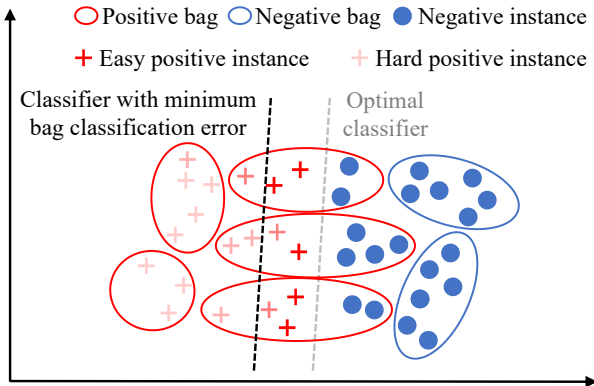 Positive bag Negative bag Negative instance
Easy positive instance Hard positive instance
Classifier with minimum
bag classification error
Optimal
classifier